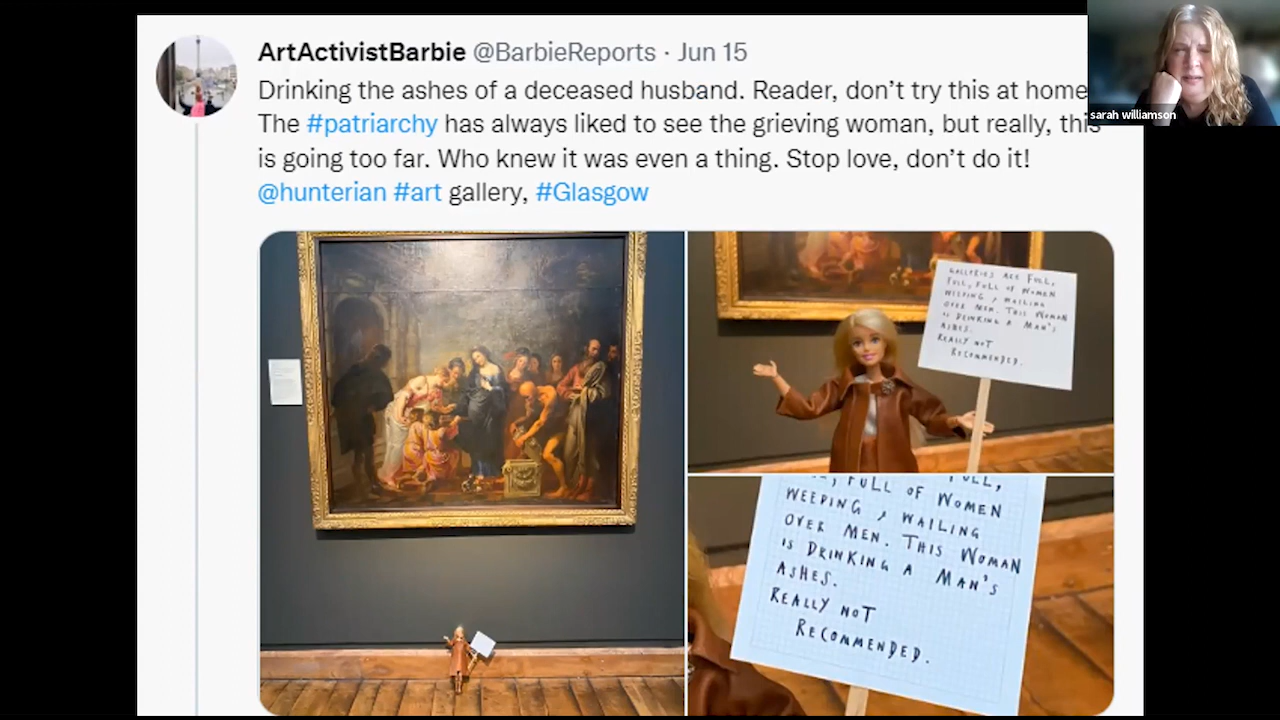 ArtActivistBarbie @BarbieReports · Jun 15
Drinking the ashes of a deceased husband. Reader, don’t try this at home
The #patriarchy has always liked to see the grieving woman, but really, this
is going too far. Who knew it was even a thing. Stop love, don’t do it!
@hunterian #art gallery, #Glasgow
sarah williamson
GALLERIES ARE FULL,
FULL, FULL OF WOMEN
WEEPING, WAILING
OVER MEN. THIS WOMAN
IS DRINKING A MAN'S
ASHES.
REALLY NOT
RECOMMENDED.
FULL OF WOMEN
WEEPING, WAILING
OVER MEN. THIS WOMAN
IS DRINKING A MAN'S
ASHES.
REALLY NOT
RECOMMENDED.